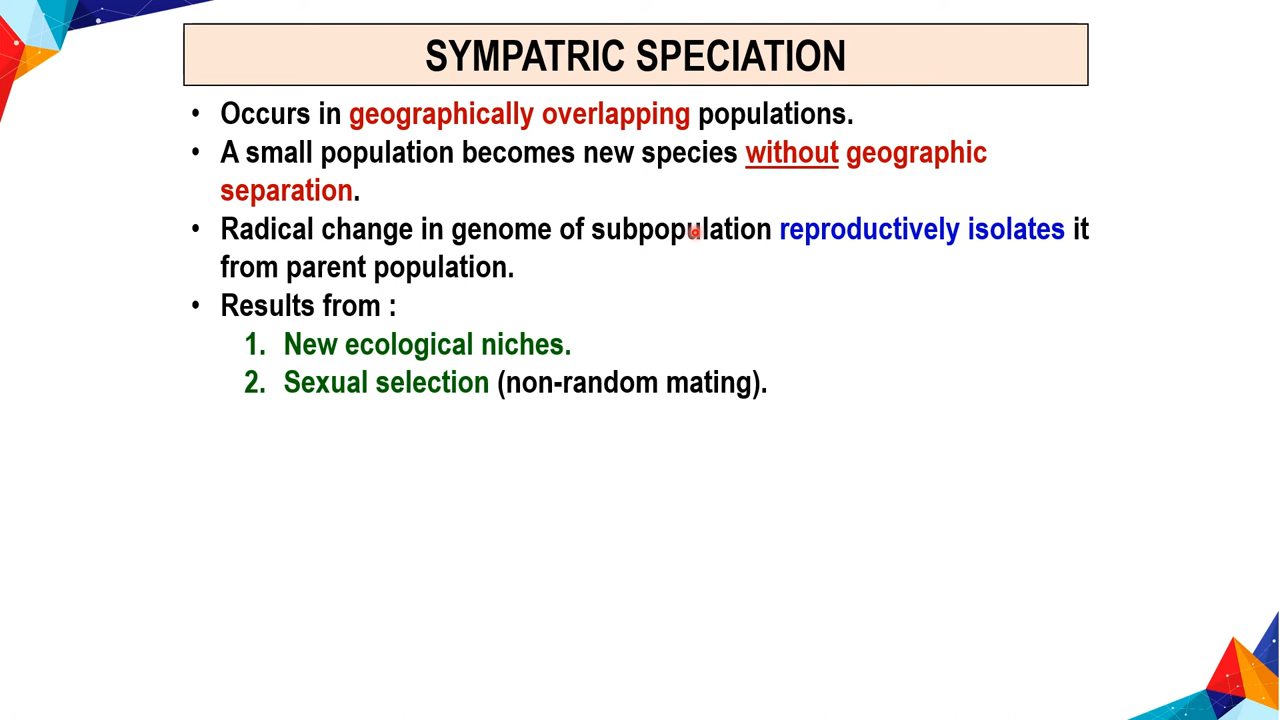 SYMPATRIC SPECIATION
• Occurs in geographically overlapping populations.
• A small population becomes new species without geographic
separation.
• Radical change in genome of subpopulation reproductively isolates it
from parent population.
• Results from :
1. New ecological niches.
2. Sexual selection (non-random mating).